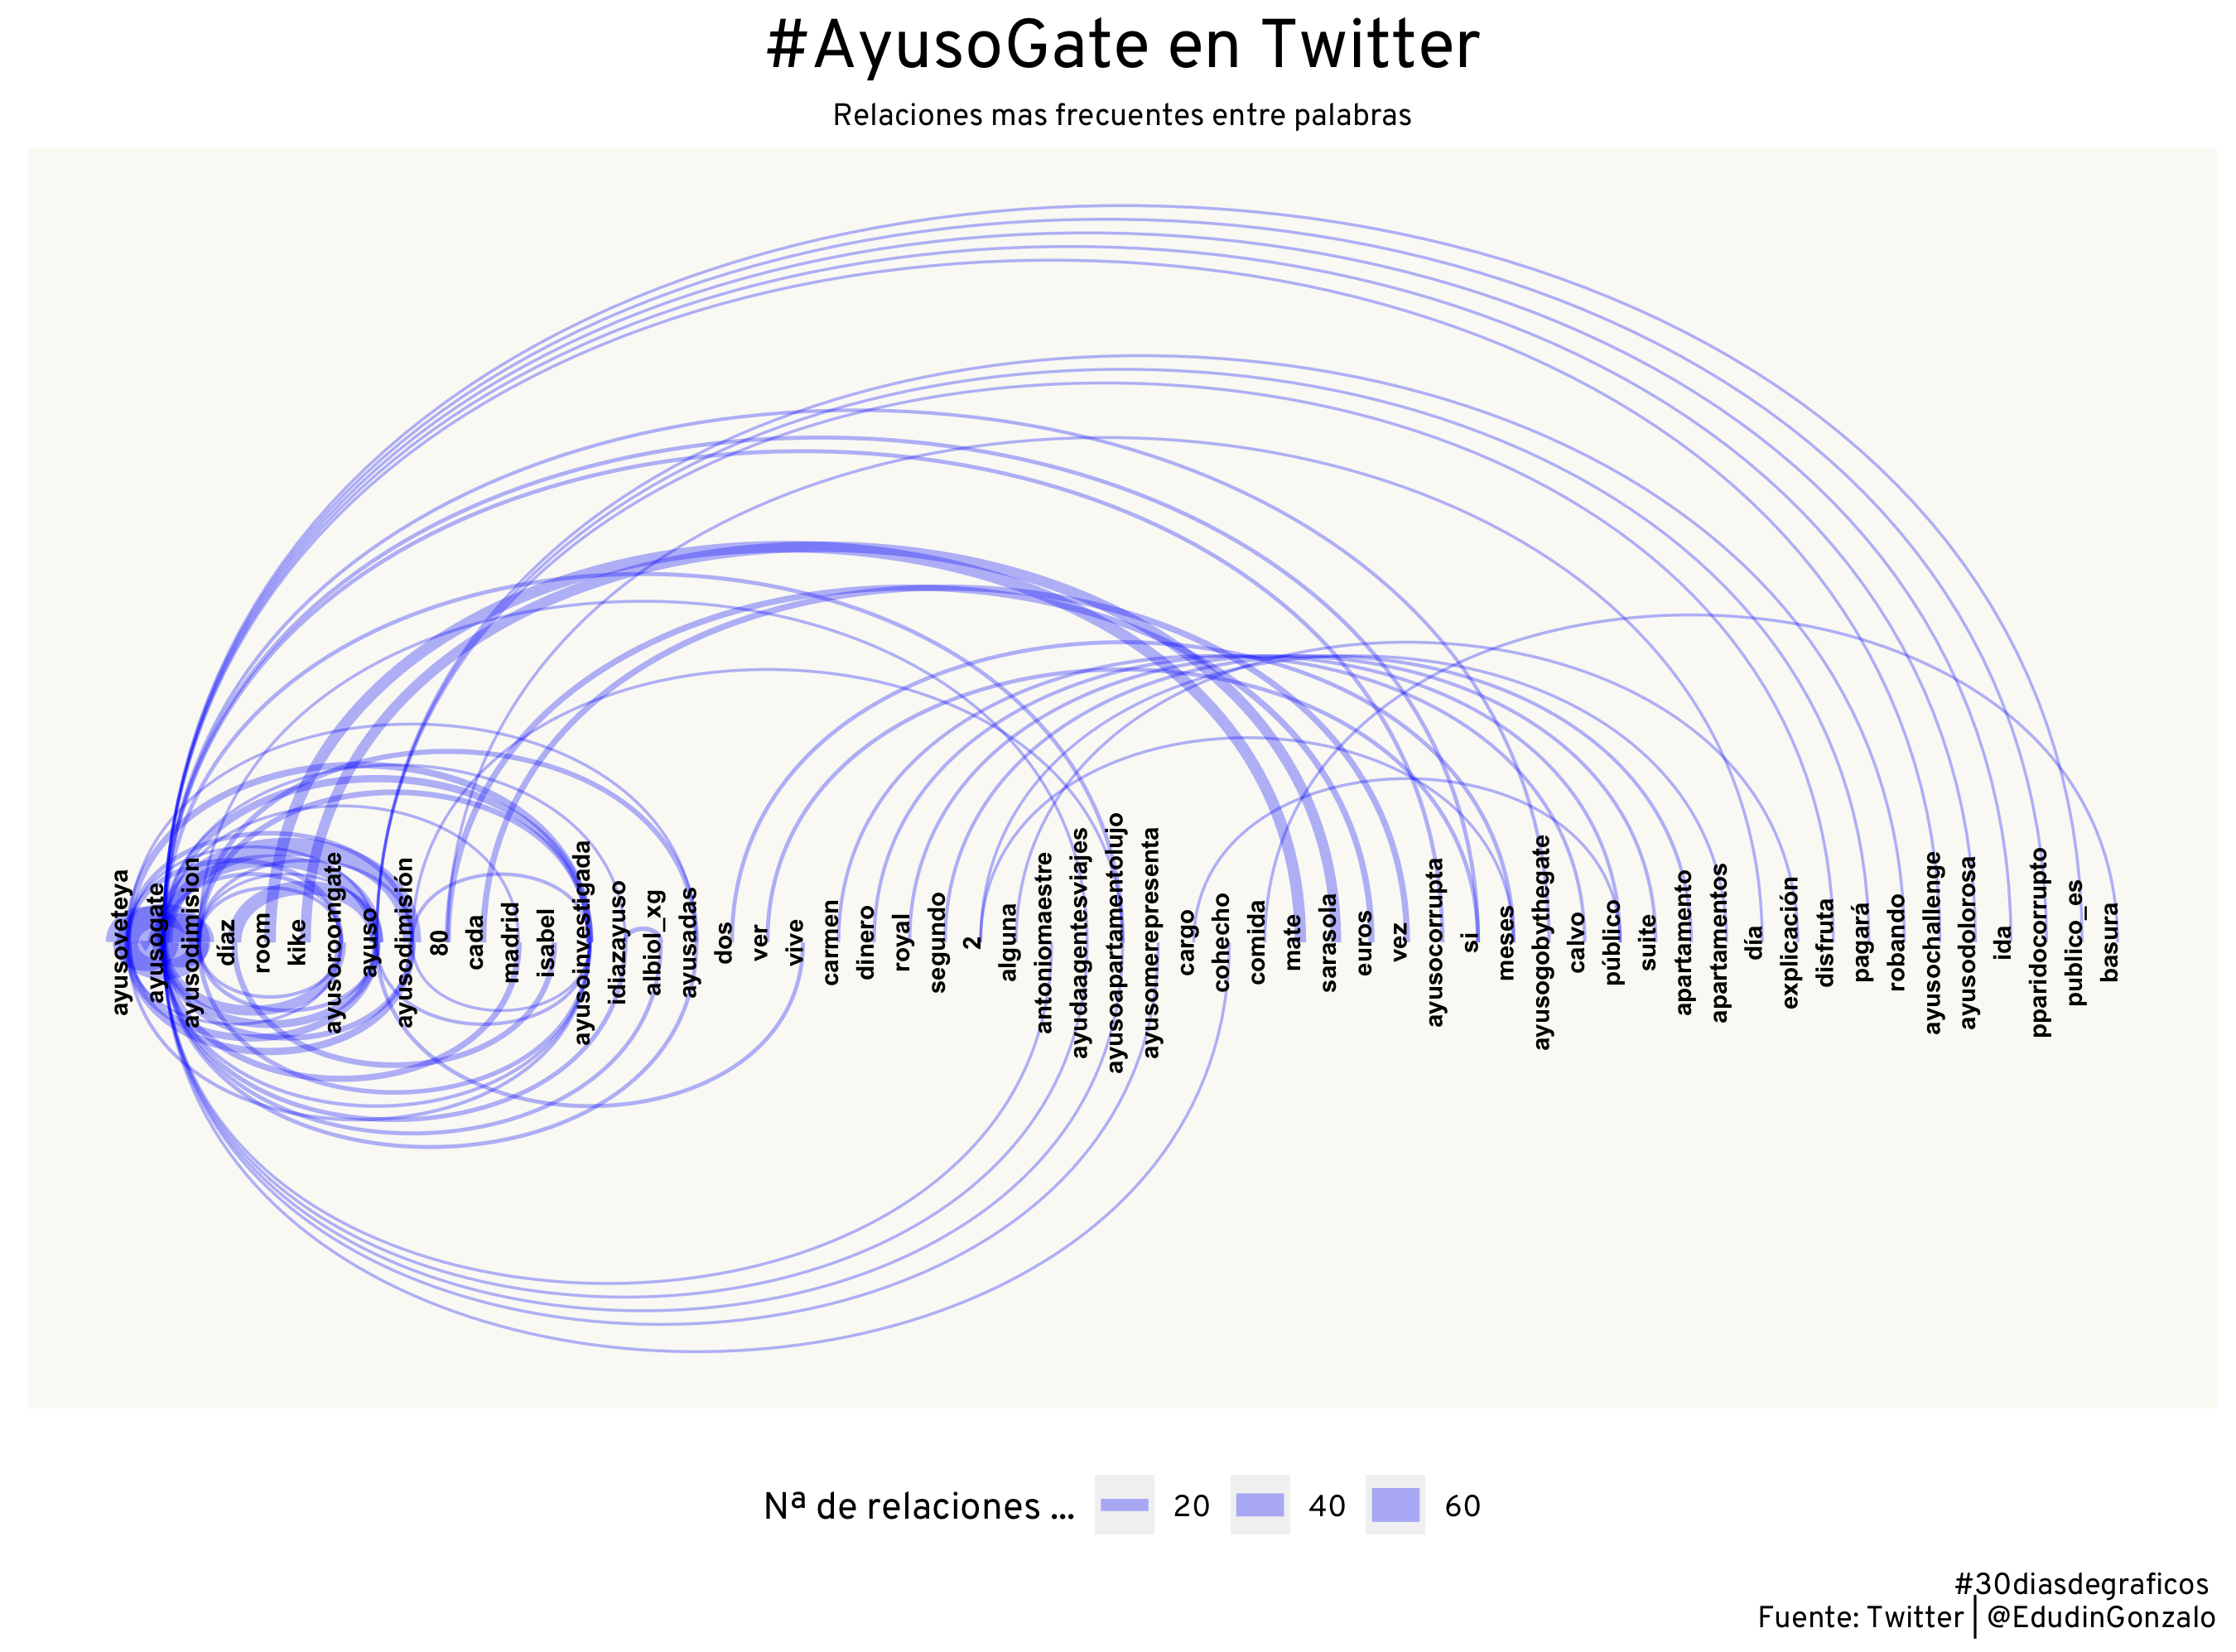 #AyusoGate en Twitter
Relaciones mas frecuentes entre palabras
ayusoveteya
ayusogate
ayusodimision
díaz
room
kike
ayusoroomgate
ayuso
ayusodimisión
80
cada
madrid
isabel
ayusoinvestigada
idiazayuso
albiol_xg
ayusadas
dos
ver
vive
carmen
dinero
royal
segundo
2
alguna
antoniomaestre
ayudaagentesviajes
ayusoapartamentolujo
ayusomerepresenta
cargo
cohecho
comida
mate
sarasola
euros
vez
ayusocorrupta
si
meses
ayusogobythegate
calvo
público
suite
apartamento
apartamentos
día
explicación
disfruta
pagará
robando
ayusochallenge
ayusodolorosa
ida
pparidocorrupto
publico_es
basura
Nª de relaciones ... 20 40 60
#30diasdegraficos
Fuente: Twitter | @EdudinGonzalo